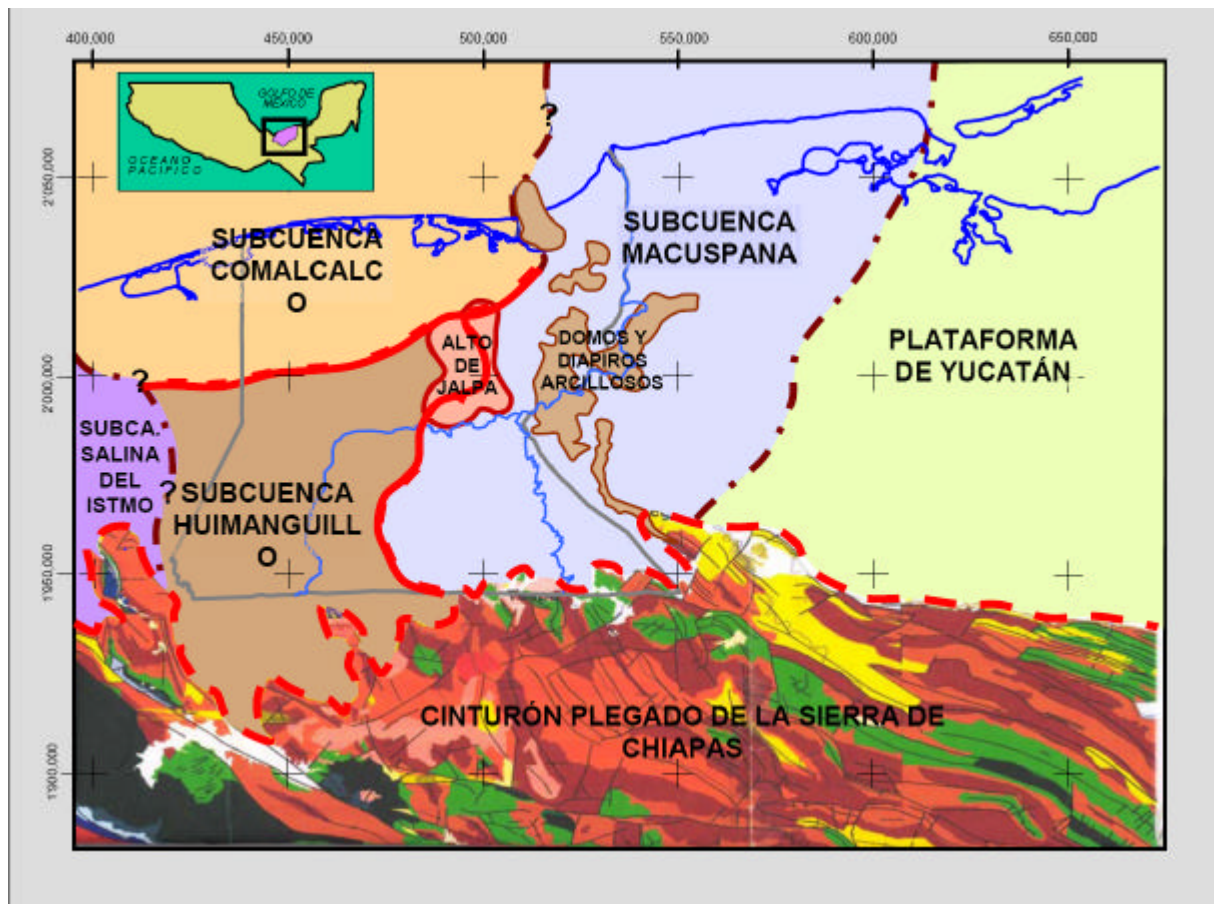 400,000 450,000 500,000 550,000 600,000 650,000
GOLFO DE
MÉXICO
OCEANO
PACIFICO
?
2'050,000
SUBCUENCA
COMALCALC
O
SUBCUENCA
MACUSPANA
ALTO
DE
JALPA
DOMOS Y
DIAPIROS
ARCILLOSOS
PLATAFORMA
DE YUCATÁN
2'000,000
?
SUBCA.
SALINA
DEL
ISTMO
?
SUBCUENCA
HUIMANGUILL
O
1'950,000
CINTURÓN PLEGADO DE LA SIERRA DE
CHIAPAS
1'900,000